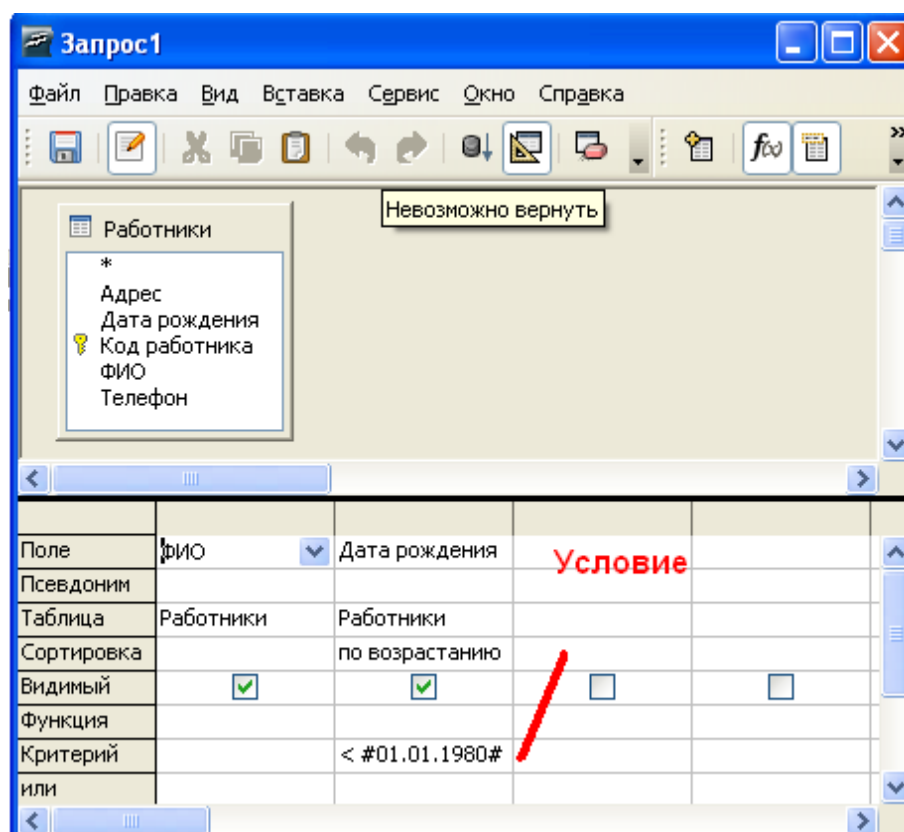 Запрос1
Файл Правка Вид Вставка Сервис Окно Справка
f(x)
Невозможно вернуть
Работники
*
Адрес
Дата рождения
Код работника
ФИО
Телефон
Поле ФИО Дата рождения
Условие
Псевдоним
Таблица Работники Работники
Сортировка по возрастанию
Видимый
Функция
Критерий < #01.01.1980#
или